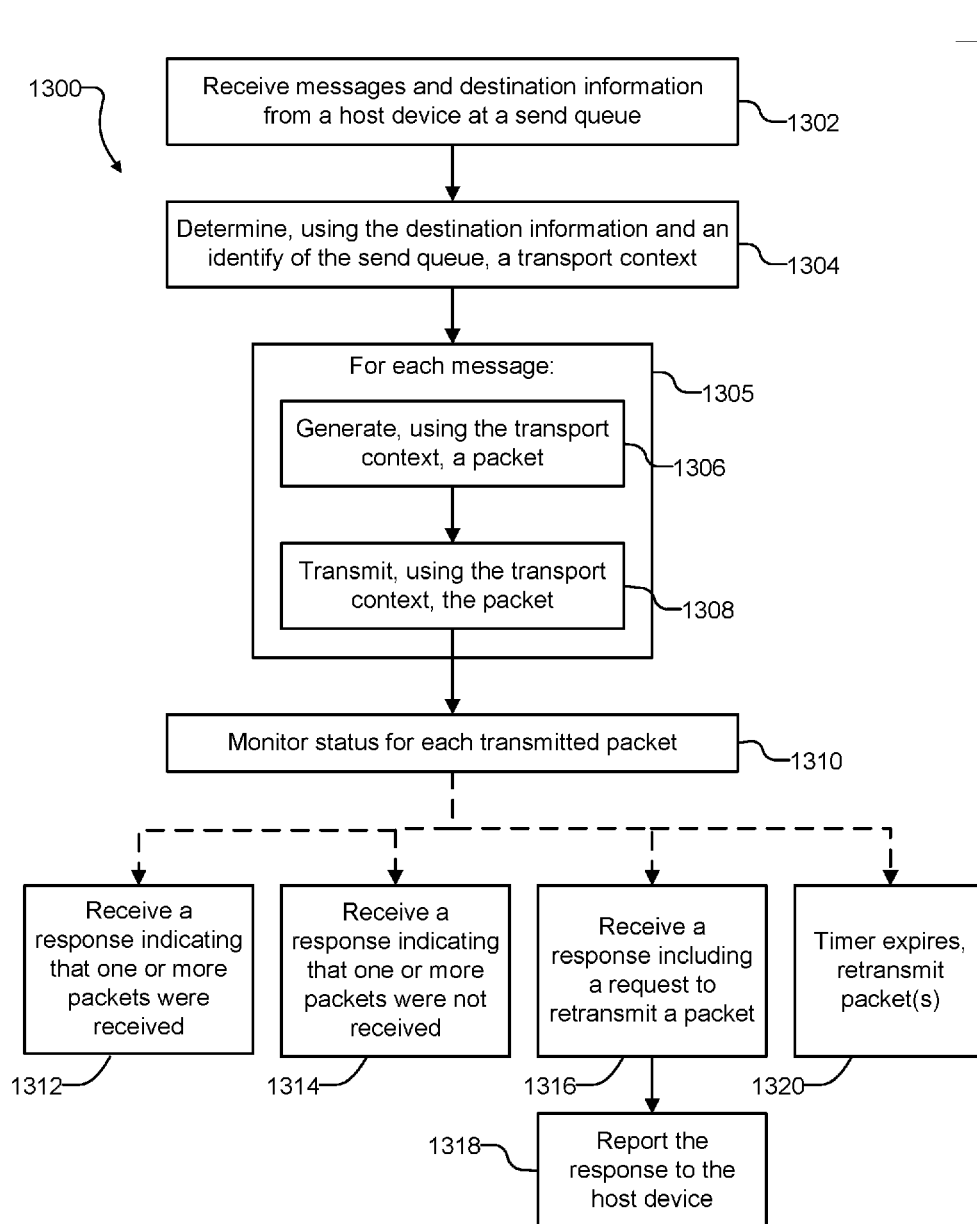 1300
Receive messages and destination information
from a host device at a send queue
1302
Determine, using the destination information and an
identify of the send queue, a transport context
1304
For each message:
1305
Generate, using the transport
context, a packet
1306
Transmit, using the transport
context, the packet
1308
Monitor status for each transmitted packet
1310
Receive a
response indicating
that one or more
packets were
received
1312
Receive a
response indicating
that one or more
packets were not
received
1314
Receive a
response including
a request to
retransmit a packet
1316
Timer expires,
retransmit
packet(s)
1320
1318
Report the
response to the
host device